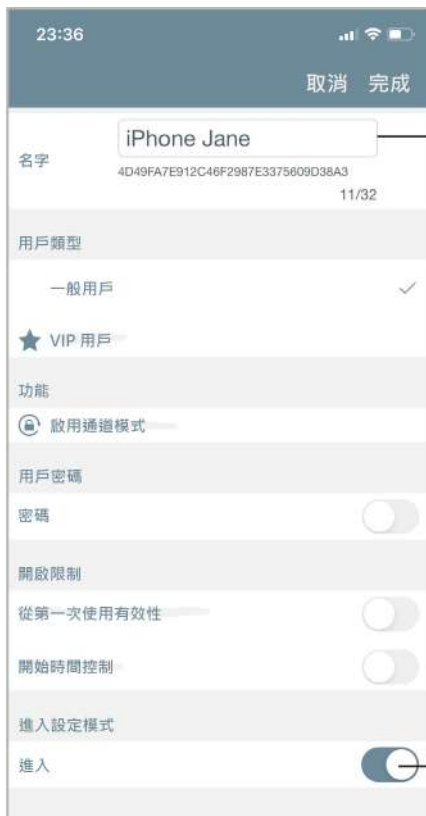 23:36
取消 完成
名字
iPhone Jane
4D49FA7E912C46F2987E3375609D38A3
11/32
用戶類型
一般用戶
VIP 用戶
功能
啟用通道模式
用戶密碼
密碼
開啟限制
從第一次使用有效性
開始時間控制
進入設定模式
進入